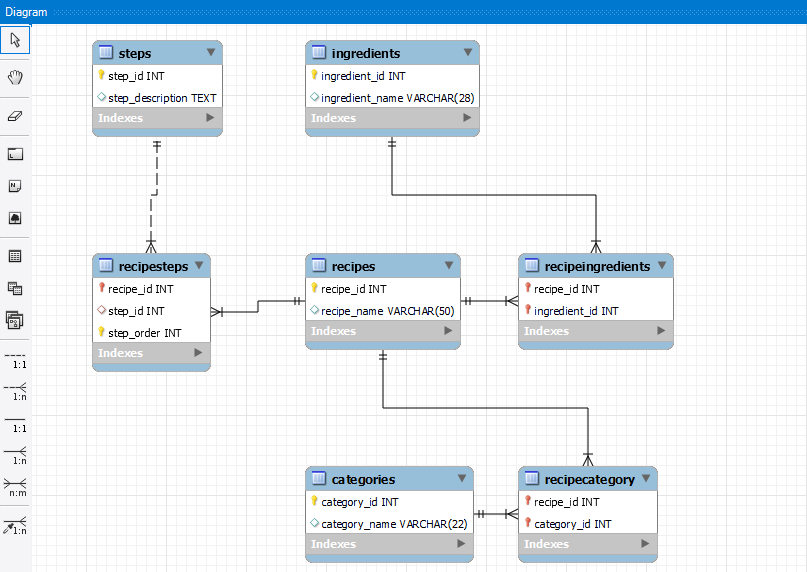 Diagram
steps
step_id INT
step_description TEXT
Indexes
ingredients
ingredient_id INT
ingredient_name VARCHAR(28)
Indexes
recipesteps
recipe_id INT
step_id INT
step_order INT
Indexes
recipes
recipe_id INT
recipe_name VARCHAR(50)
Indexes
recipeingredients
recipe_id INT
ingredient_id INT
Indexes
categories
category_id INT
category_name VARCHAR(22)
Indexes
recipecategory
recipe_id INT
category_id INT
Indexes
1:1
1:n
1:1
1:n
n:m
1:n